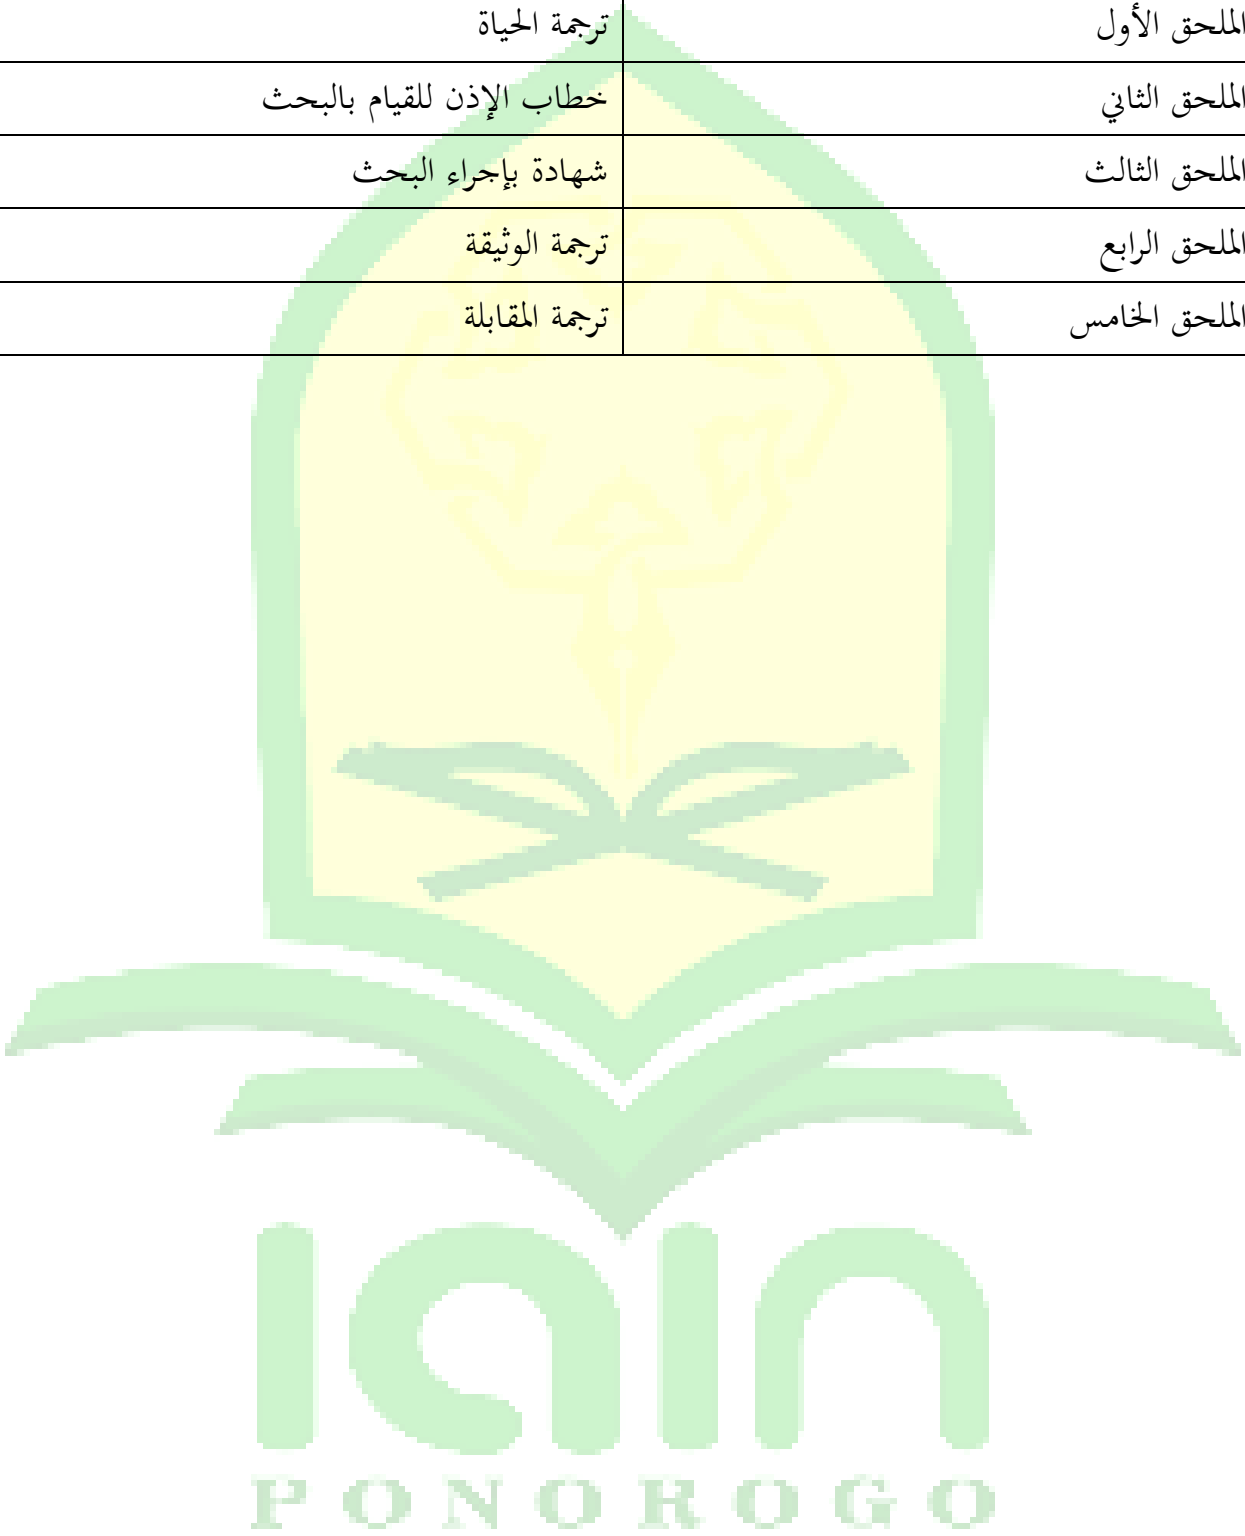 الملحق الأول ترجمة الحياة
الملحق الثاني خطاب الإذن للقيام بالبحث
الملحق الثالث شهادة بإجراء البحث
الملحق الرابع ترجمة الوثيقة
الملحق الخامس ترجمة المقابلة
iain
PONOROGO